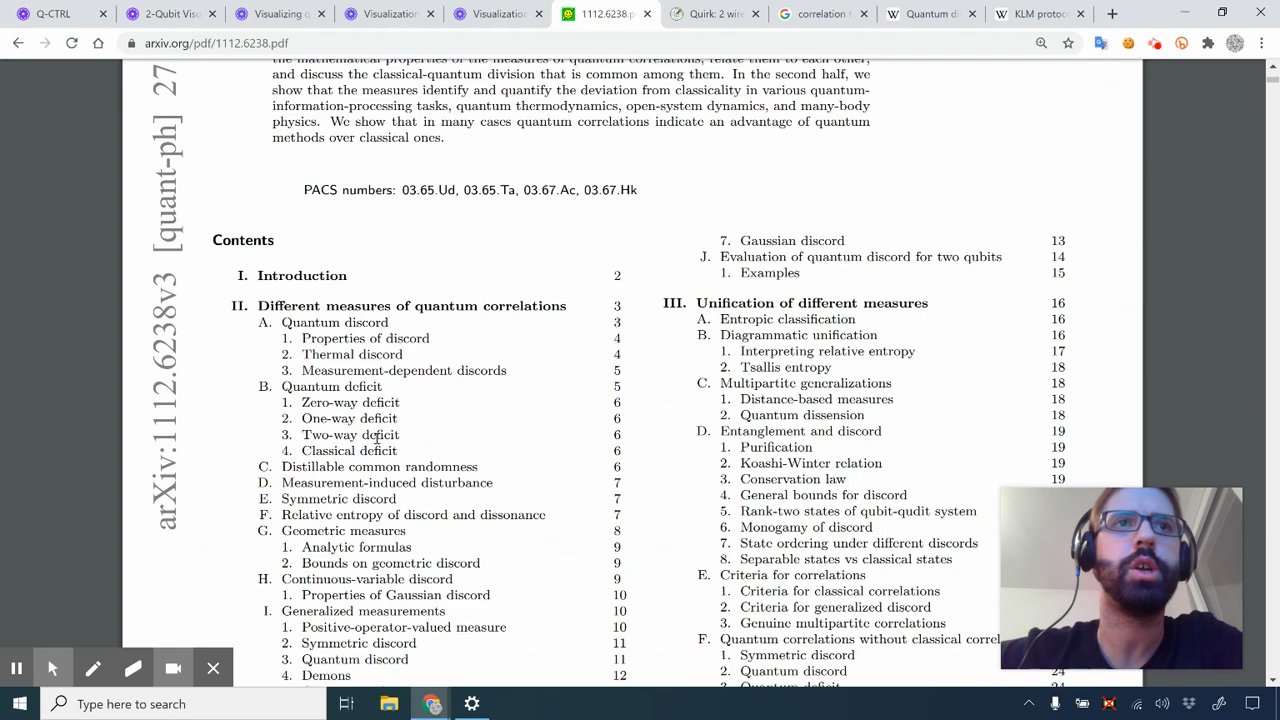 Q-CTRL
2-Qubit Visu
Visualizing q
Visualization
Visualization
1112.6238.p
Quirk: 2 wire
correlation t
Quantum di
KLM protoc
arxiv.org/pdf/1112.6238.pdf
the mathematical properties of the measures of quantum correlations, relate them to each other,
and discuss the classical-quantum division that is common among them. In the second half, we
show that the measures identify and quantify the deviation from classicality in various quantum-
information-processing tasks, quantum thermodynamics, open-system dynamics, and many-body
physics. We show that in many cases quantum correlations indicate an advantage of quantum
methods over classical ones.
PACS numbers: 03.65.Ud, 03.65.Ta, 03.67.Ac, 03.67.Hk
arXiv:1112.6238v3 [quant-ph] 27
Contents
I. Introduction 2
II. Different measures of quantum correlations 3
A. Quantum discord 3
1. Properties of discord 4
2. Thermal discord 4
3. Measurement-dependent discords 5
B. Quantum deficit 5
1. Zero-way deficit 6
2. One-way deficit 6
3. Two-way deficit 6
4. Classical deficit 6
C. Distillable common randomness 6
D. Measurement-induced disturbance 7
E. Symmetric discord 7
F. Relative entropy of discord and dissonance 7
G. Geometric measures 8
1. Analytic formulas 9
2. Bounds on geometric discord 9
H. Continuous-variable discord 9
1. Properties of Gaussian discord 10
I. Generalized measurements 10
1. Positive-operator-valued measure 10
2. Symmetric discord 11
3. Quantum discord 11
4. Demons 12
7. Gaussian discord 13
J. Evaluation of quantum discord for two qubits 14
1. Examples 15
III. Unification of different measures 16
A. Entropic classification 16
B. Diagrammatic unification 16
1. Interpreting relative entropy 17
2. Tsallis entropy 18
C. Multipartite generalizations 18
1. Distance-based measures 18
2. Quantum dissension 18
D. Entanglement and discord 19
1. Purification 19
2. Koashi-Winter relation 19
3. Conservation law 19
4. General bounds for discord
5. Rank-two states of qubit-qudit system
6. Monogamy of discord
7. State ordering under different discords
8. Separable states vs classical states
E. Criteria for correlations
1. Criteria for classical correlations
2. Criteria for generalized discord
3. Genuine multipartite correlations
F. Quantum correlations without classical correl
1. Symmetric discord
2. Quantum discord 24
Type here to search